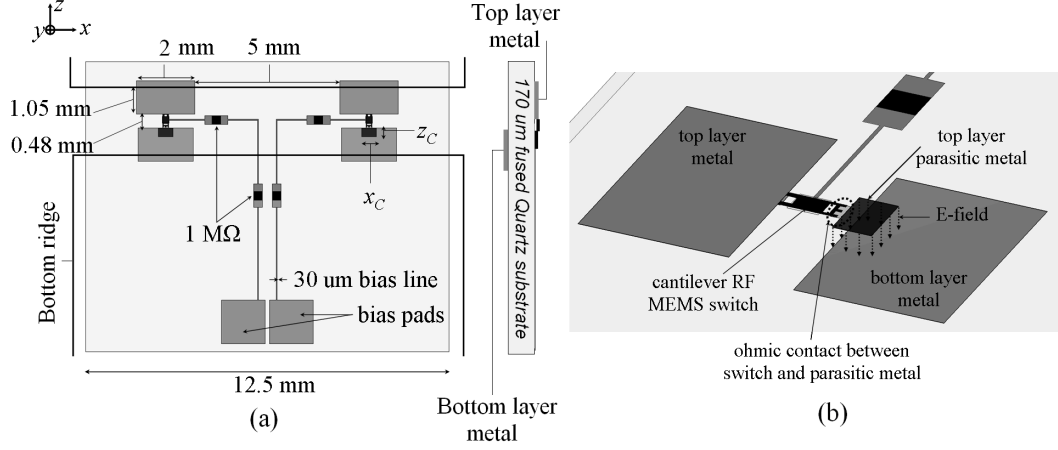 z
y
x
2 mm
5 mm
1.05 mm
0.48 mm
z_C
x_C
1 MΩ
30 um bias line
bias pads
Bottom ridge
12.5 mm
(a)
Top layer
metal
170 um fused Quartz substrate
Bottom layer
metal
top layer
metal
top layer
parasitic metal
E-field
bottom layer
metal
cantilever RF
MEMS switch
ohmic contact between
switch and parasitic metal
(b)